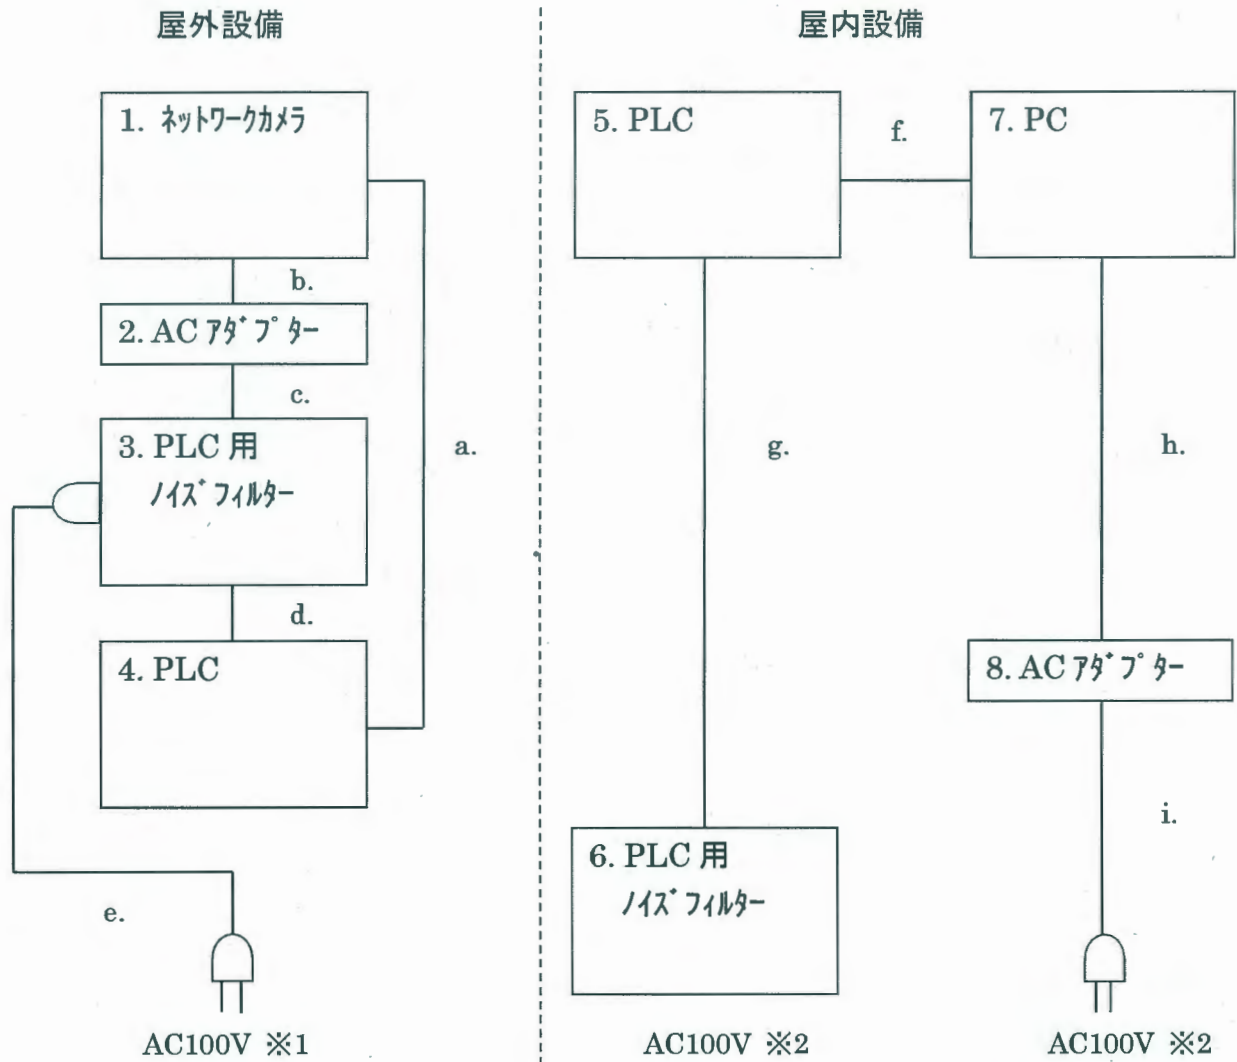 屋外設備
屋内設備
1. ネットワークカメラ
b.
2. AC アダプター
c.
3. PLC 用
ノイズフィルター
a.
d.
4. PLC
e.
AC100V ※1
5. PLC
f.
7. PC
g.
h.
8. AC アダプター
i.
6. PLC 用
ノイズフィルター
AC100V ※2
AC100V ※2